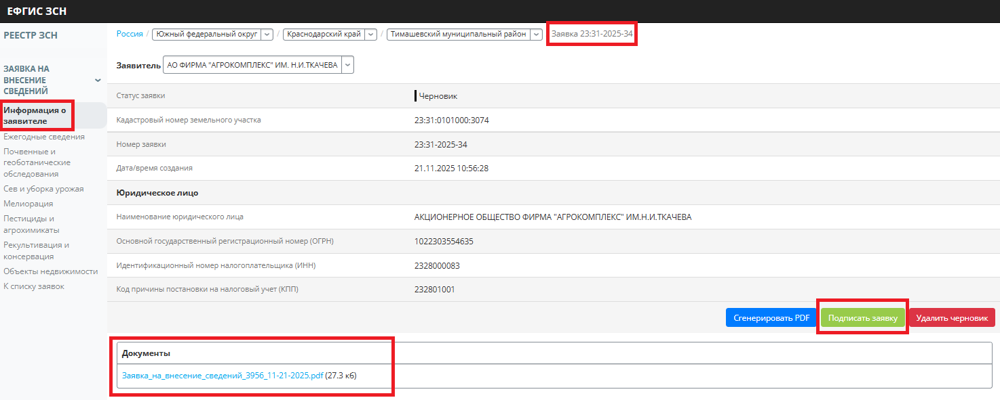 ЕФГИС ЗСН
РЕЕСТР ЗСН
ЗАЯВКА НА
ВНЕСЕНИЕ
СВЕДЕНИЙ
Информация о
заявителе
Ежегодные сведения
Почвенные и
геоботанические
обследования
Сев и уборка урожая
Мелиорация
Пестициды и
агрохимикаты
Рекультивация и
консервация
Объекты недвижимости
К списку заявок
Россия / Южный федеральный округ / Краснодарский край / Тимашевский муниципальный район Заявка 23:31-2025-34
Заявитель АО ФИРМА "АГРОКОМПЛЕКС" ИМ. Н.И.ТКАЧЕВА
Статус заявки Черновик
Кадастровый номер земельного участка 23:31:0101000:3074
Номер заявки 23:31-2025-34
Дата/время создания 21.11.2025 10:56:28
Юридическое лицо
Наименование юридического лица АКЦИОНЕРНОЕ ОБЩЕСТВО ФИРМА "АГРОКОМПЛЕКС" ИМ.Н.И.ТКАЧЕВА
Основной государственный регистрационный номер (ОГРН) 1022303554635
Идентификационный номер налогоплательщика (ИНН) 2328000083
Код причины постановки на налоговый учет (КПП) 232801001
Сгенерировать PDF Подписать заявку Удалить черновик
Документы
Заявка_на_внесение_сведений_3956_11-21-2025.pdf (27.3 кб)